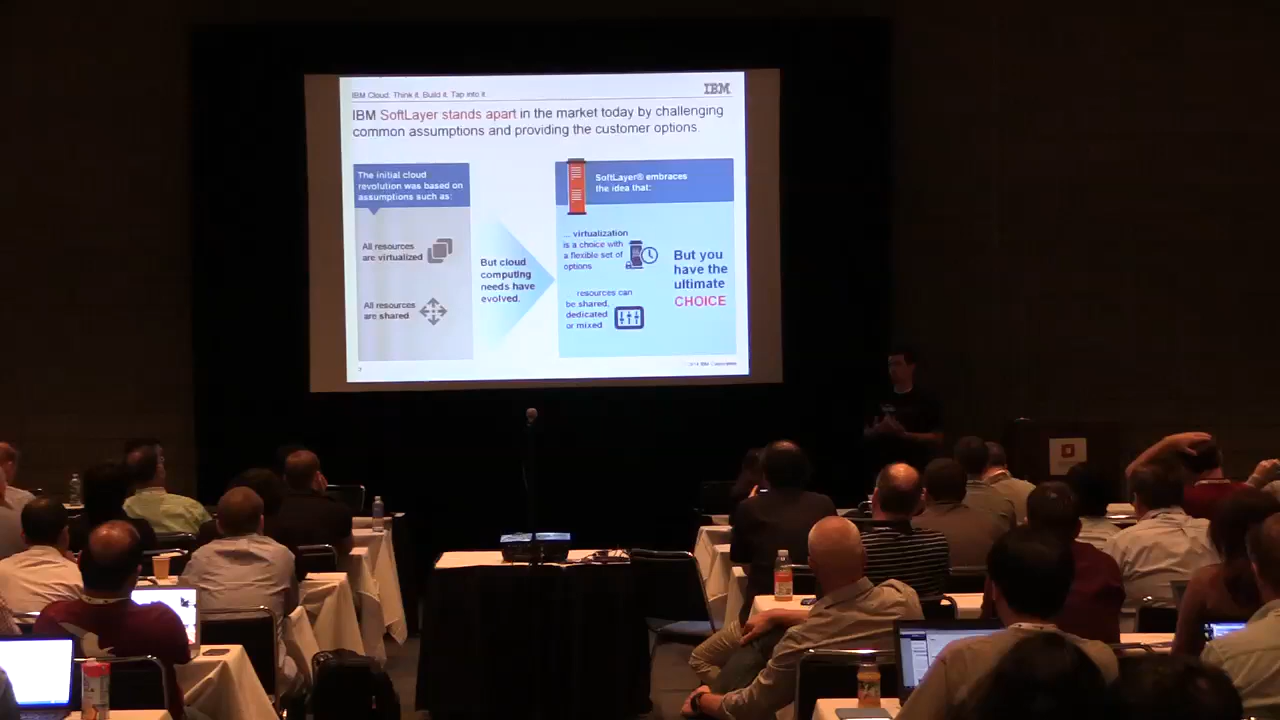 IBM Cloud: Think it. Build it. Tap into it.
IBM
IBM SoftLayer stands apart in the market today by challenging
common assumptions and providing the customer options.
The initial cloud
revolution was based on
assumptions such as:
All resources
are virtualized
All resources
are shared
But cloud
computing
needs have
evolved.
SoftLayer® embraces
the idea that:
... virtualization
is a choice with
a flexible set of
options
resources can
be shared,
dedicated
or mixed
But you
have the
ultimate
CHOICE
IBM Corporation